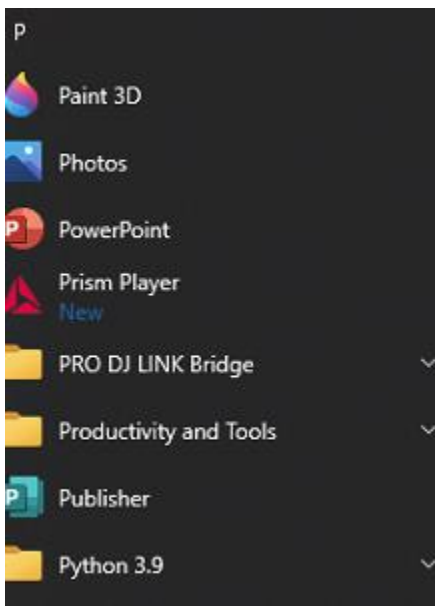 P
Paint 3D
Photos
P
PowerPoint
Prism Player
New
PRO DJ LINK Bridge
Productivity and Tools
P
Publisher
Python 3.9